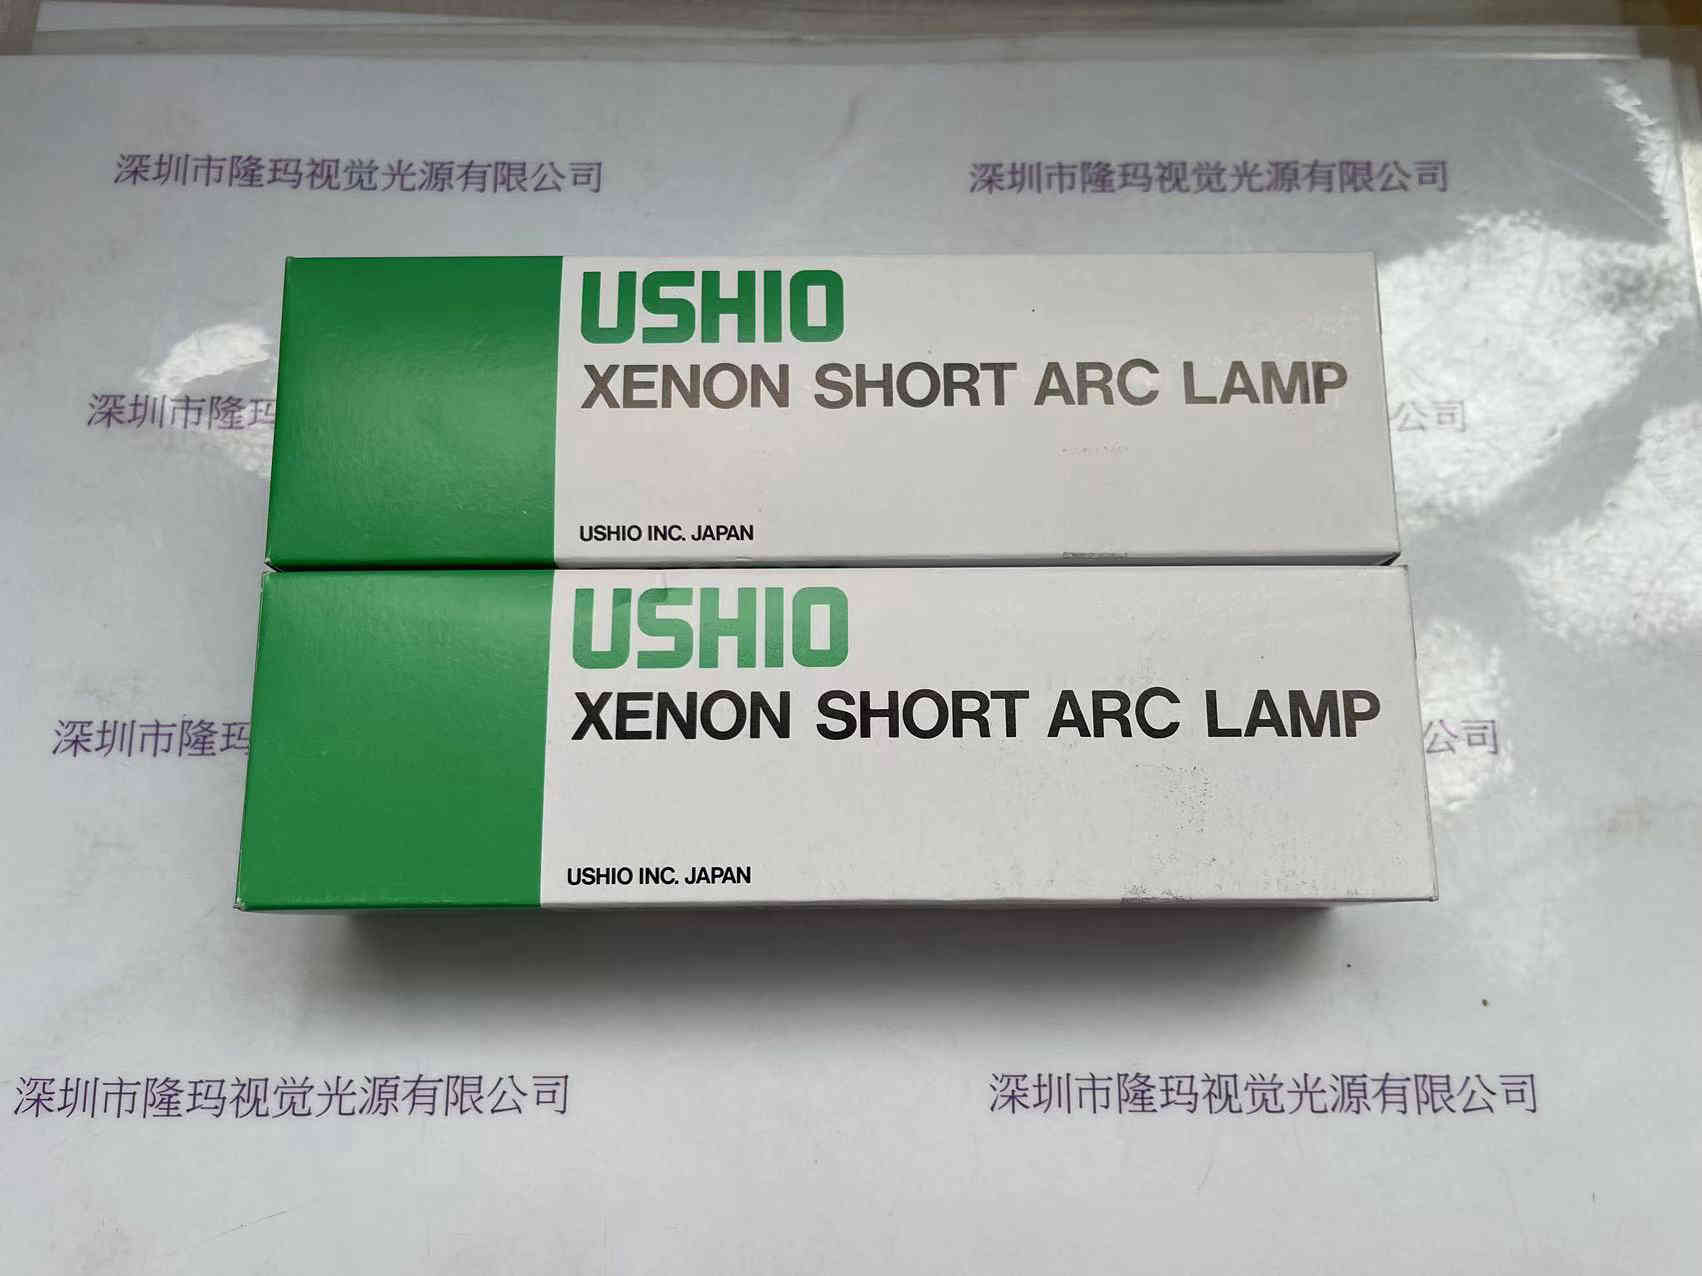 深圳市隆玛视觉光源有限公司 深圳市隆玛视觉光源有限公司
USHIO
XENON SHORT ARC LAMP
深圳市隆玛 公司
USHIO INC. JAPAN
USHIO
XENON SHORT ARC LAMP
深圳市隆玛 公司
USHIO INC. JAPAN
深圳市隆玛视觉光源有限公司 深圳市隆玛视觉光源有限公司